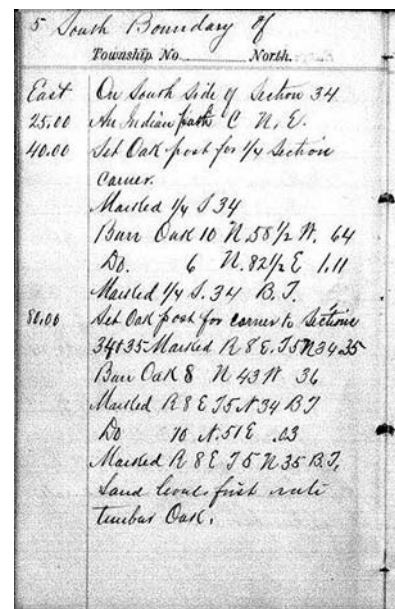 5 South Boundary of
Township No. North.
East On South Side of Section 34
25.00 An Indian path C N. E.
40.00 Set Oak post for 1/4 Section
corner.
Marked 1/4 S 34
Burr Oak 10 N. 58 1/2 W. 64
Do. 6 N. 82 1/2 E 1.11
Marked 1/4 S. 34 B. T.
80.00 Set Oak post for corner to Sections
34&35 Marked R 8 E. T5N 34.35
Burr Oak 8 N 43 W 36
Marked R 8 E T5 N 34 B T
Do 10 N. 51 E .03
Marked R 8 E T 5 N 35 B.T.
Land level first rate
timber Oak.